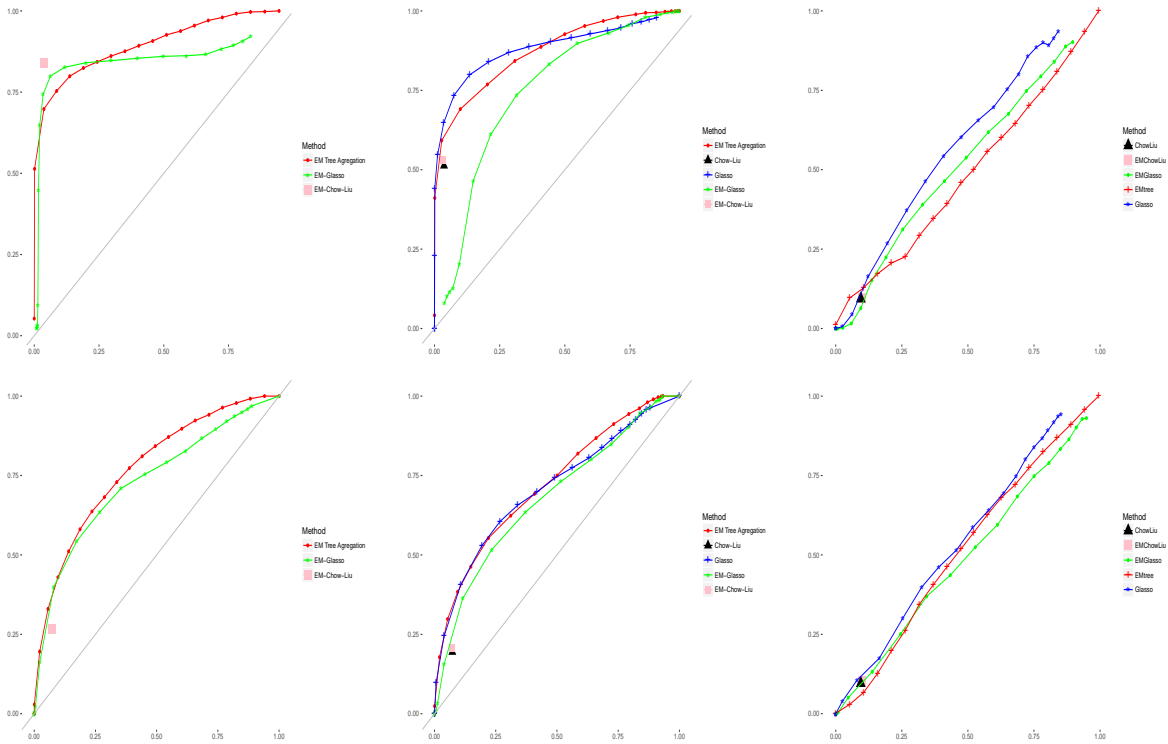 1.00
0.75
0.50
0.25
0.00
0.00 0.25 0.50 0.75
Method
EM Tree Agregation
EM-Glasso
EM-Chow-Liu
1.00
0.75
0.50
0.25
0.00
0.00 0.25 0.50 0.75
Method
EM Tree Agregation
Chow-Liu
Glasso
EM-Glasso
EM-Chow-Liu
1.00
0.75
0.50
0.25
0.00
0.00 0.25 0.50 0.75 1.00
Method
ChowLiu
EMChowLiu
EMGlasso
EMtree
Glasso
1.00
0.75
0.50
0.25
0.00
0.00 0.25 0.50 0.75 1.00
Method
EM Tree Agregation
EM-Glasso
EM-Chow-Liu
1.00
0.75
0.50
0.25
0.00
0.00 0.25 0.50 0.75 1.00
Method
EM Tree Agregation
Chow-Liu
Glasso
EM-Glasso
EM-Chow-Liu
1.00
0.75
0.50
0.25
0.00
0.00 0.25 0.50 0.75 1.00
Method
ChowLiu
EMChowLiu
EMGlasso
EMtree
Glasso